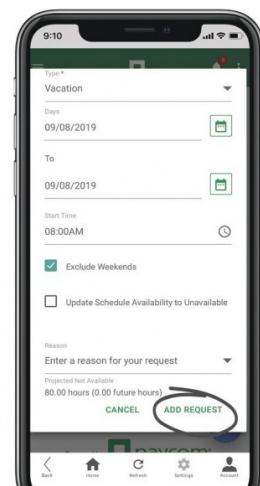 9:10
Type *
Vacation
Days
09/08/2019
To
09/08/2019
Start Time
08:00AM
Exclude Weekends
Update Schedule Availability to Unavailable
Reason
Enter a reason for your request
Projected Net Available
80.00 hours (0.00 future hours)
CANCEL ADD REQUEST
paycom
Back Home Refresh Settings Account